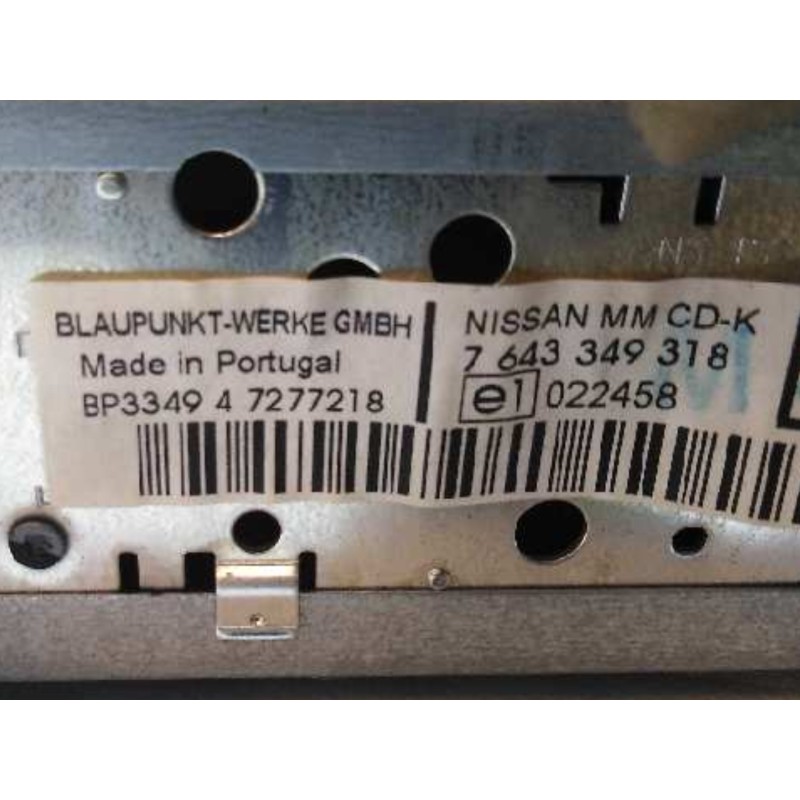 BLAUPUNKT-WERKE GMBH
Made in Portugal
BP3349 4 7277218
NISSAN MM CD-K
7 643 349 318
e1 022458